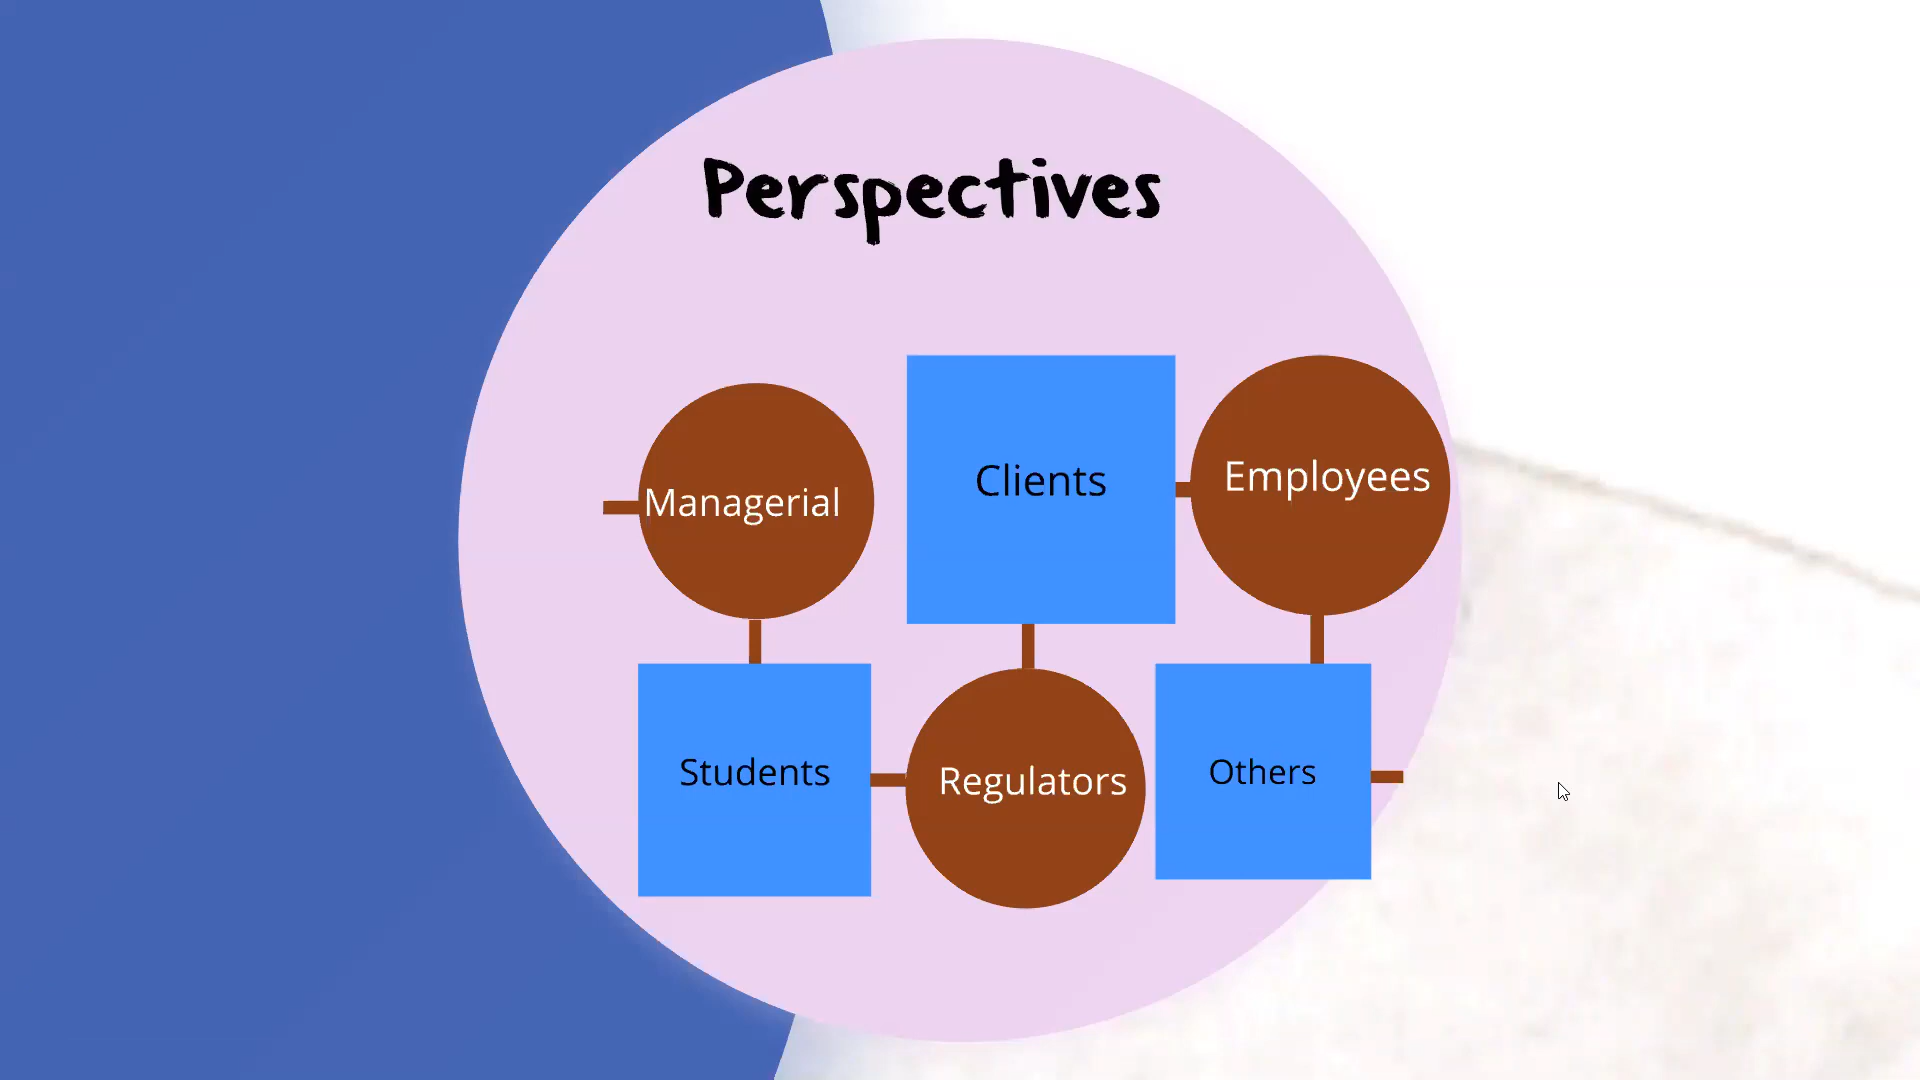 Perspectives
Managerial
Clients
Employees
Students
Regulators
Others